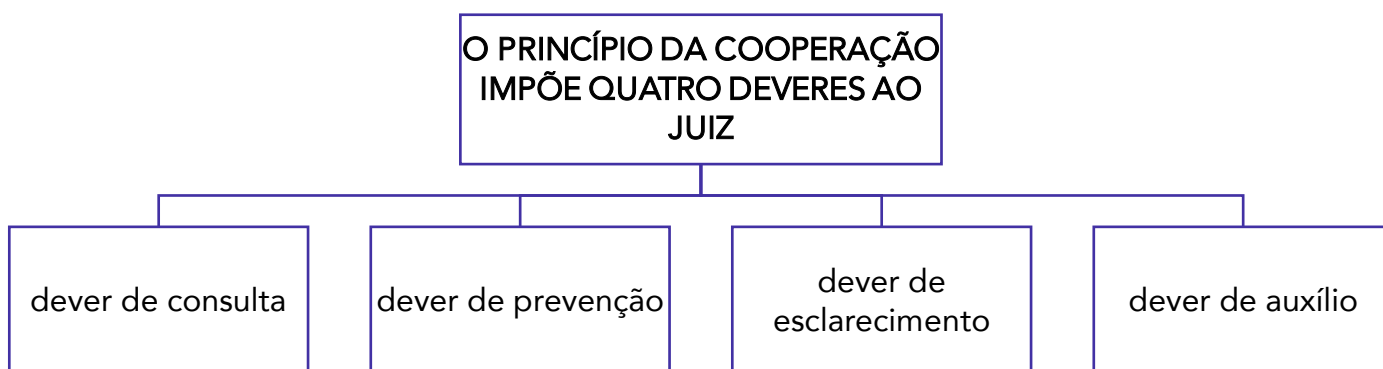 O PRINCÍPIO DA COOPERAÇÃO
IMPÕE QUATRO DEVERES AO
JUIZ
dever de consulta
dever de prevenção
dever de
esclarecimento
dever de auxílio